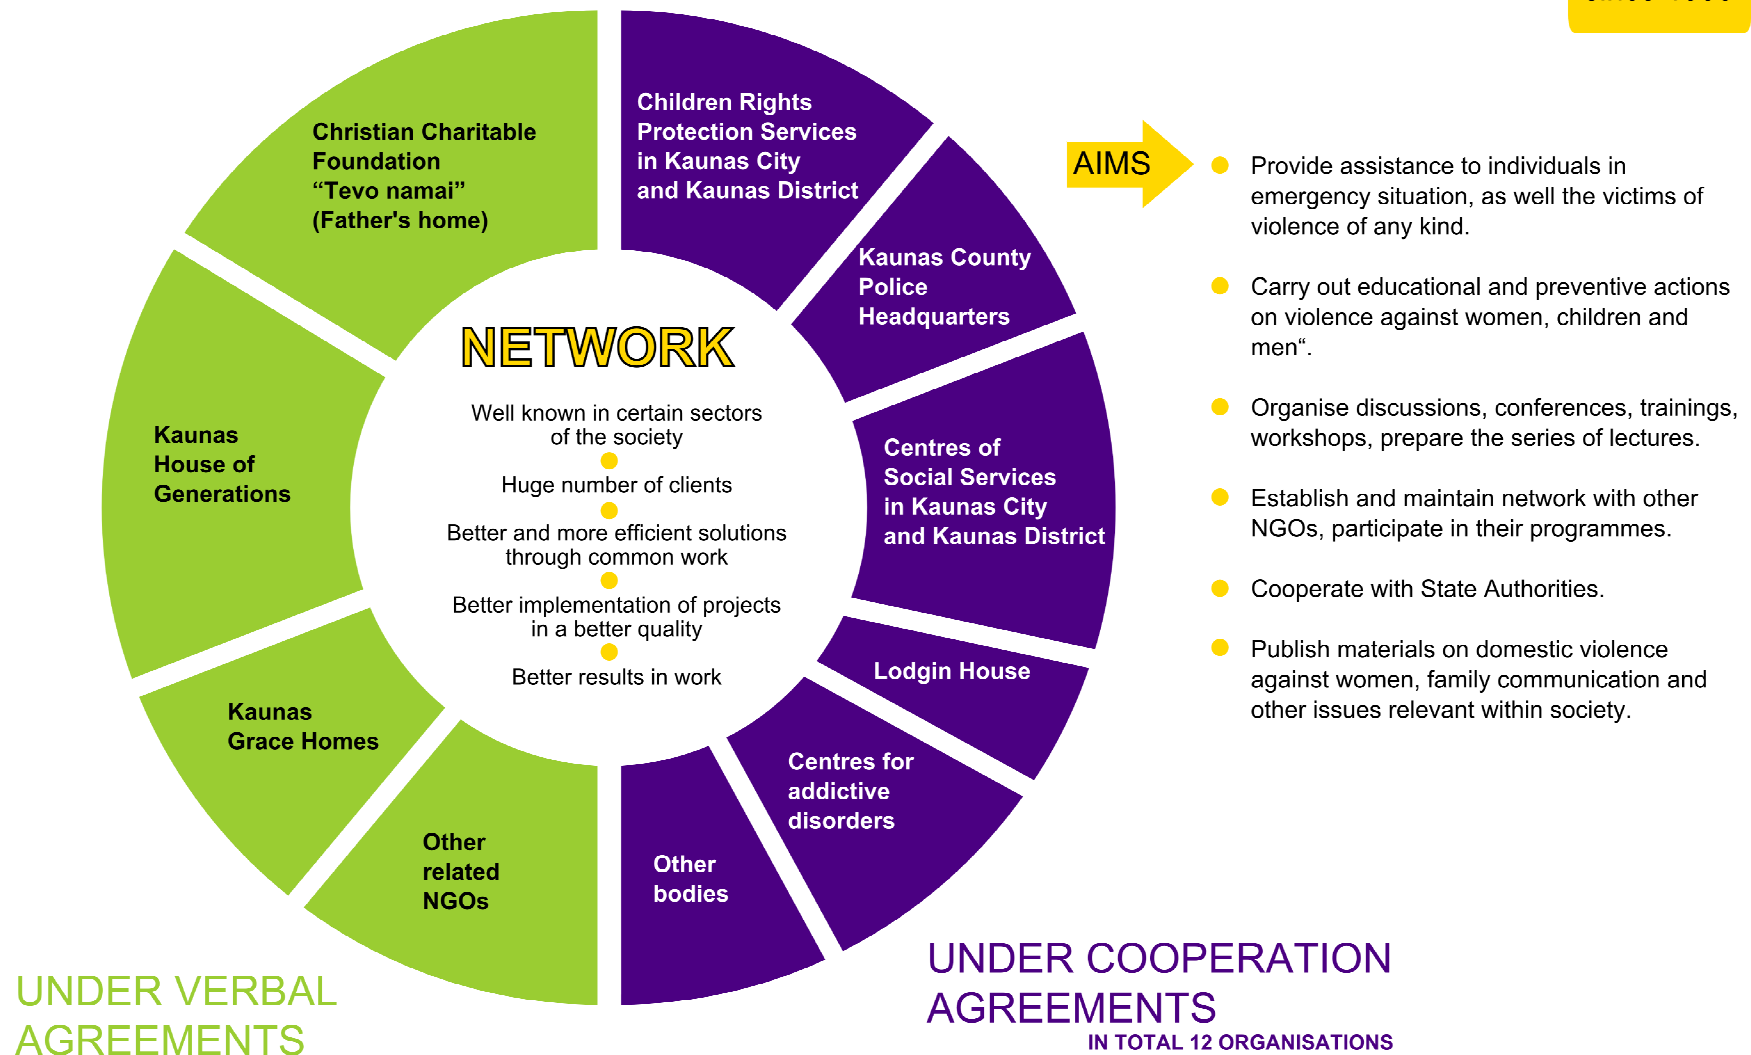 Christian Charitable
Foundation
“Tevo namai”
(Father's home)
Kaunas
House of
Generations
Kaunas
Grace Homes
Other
related
NGOs
Children Rights
Protection Services
in Kaunas City
and Kaunas District
Kaunas County
Police
Headquarters
Centres of
Social Services
in Kaunas City
and Kaunas District
Lodgin House
Centres for
addictive
disorders
Other
bodies
NETWORK
Well known in certain sectors
of the society
Huge number of clients
Better and more efficient solutions
through common work
Better implementation of projects
in a better quality
Better results in work
AIMS
Provide assistance to individuals in
emergency situation, as well the victims of
violence of any kind.
Carry out educational and preventive actions
on violence against women, children and
men“.
Organise discussions, conferences, trainings,
workshops, prepare the series of lectures.
Establish and maintain network with other
NGOs, participate in their programmes.
Cooperate with State Authorities.
Publish materials on domestic violence
against women, family communication and
other issues relevant within society.
UNDER VERBAL
AGREEMENTS
UNDER COOPERATION
AGREEMENTS
IN TOTAL 12 ORGANISATIONS